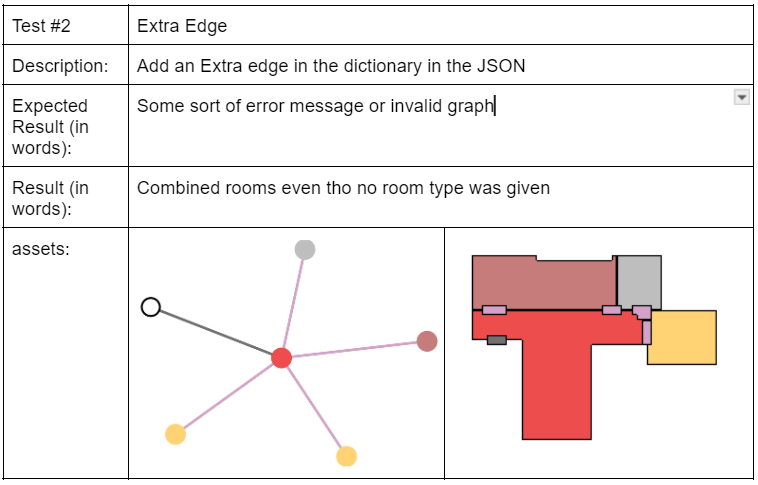 Test #2
Extra Edge
Description:
Add an Extra edge in the dictionary in the JSON
Expected
Result (in
words):
Some sort of error message or invalid graph
Result (in
words):
Combined rooms even tho no room type was given
assets: